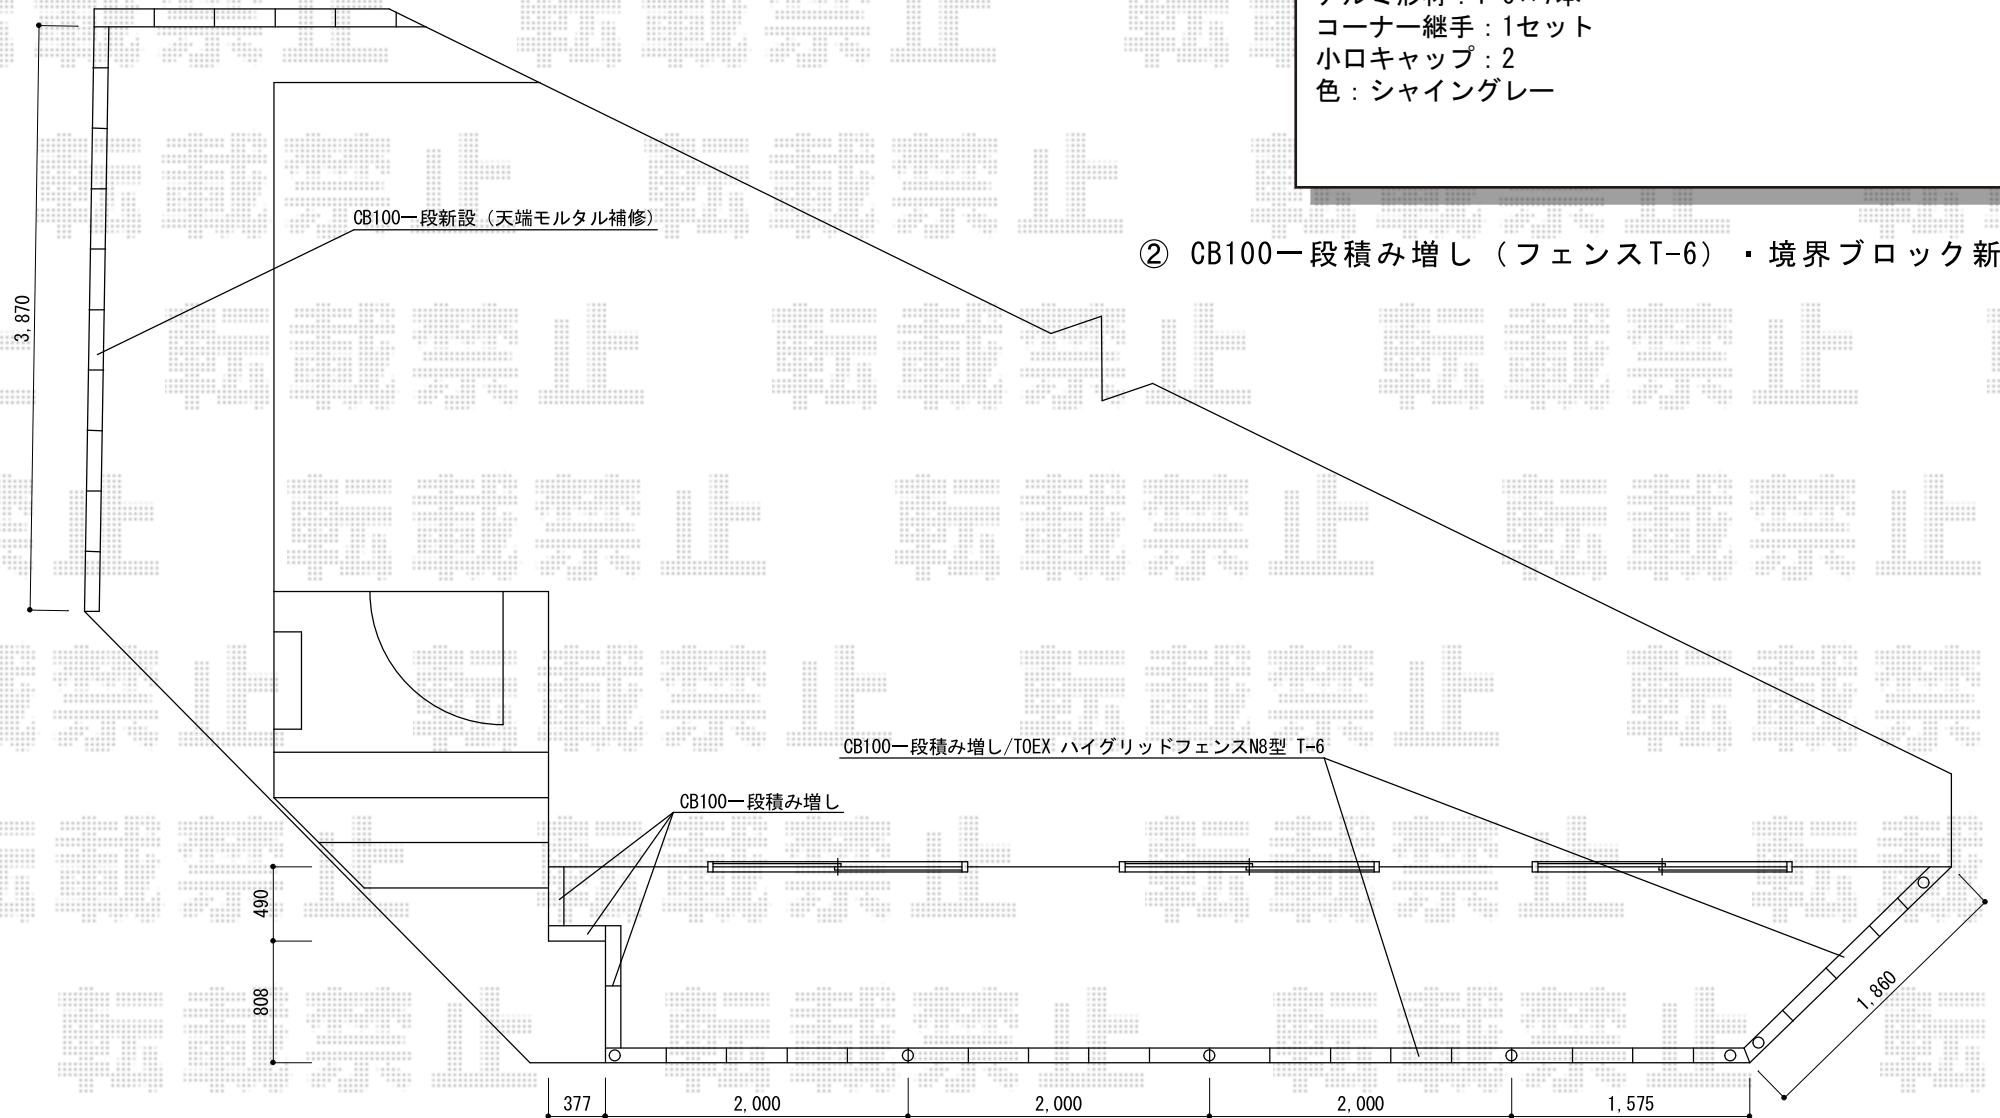 コーナー継手：1セット
小口キャップ：2
色：シャイングレー
② CB100一段積み増し（フェンスT-6）・境界ブロック新
CB100一段新設（天端モルタル補修）
3,870
CB100一段積み増し/TOEX ハイグリッドフェンスN8型 T-6
CB100一段積み増し
490
808
1,860
377
2,000
2,000
2,000
1,575
転載禁止